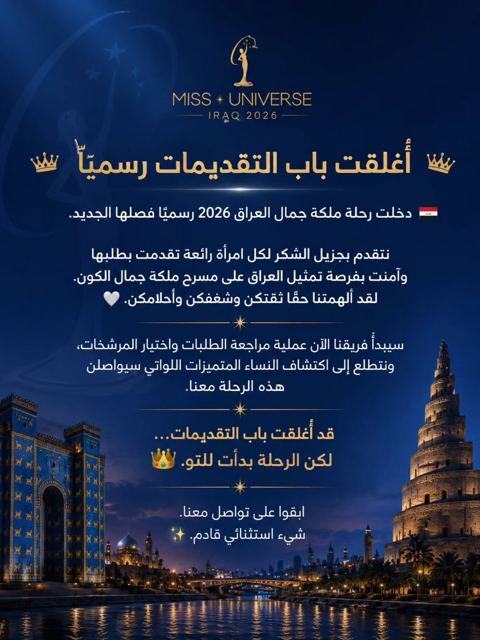 MISS UNIVERSE
IRAQ 2026
أُغلقت باب التقديمات رسميًّا
دخلت رحلة ملكة جمال العراق 2026 رسميًا فصلها الجديد. 🇮🇶
نتقدم بجزيل الشكر لكل امرأة رائعة تقدمت بطلبها
وآمنت بفرصة تمثيل العراق على مسرح ملكة جمال الكون.
لقد ألهمتنا حقًا ثقتكن وشغفكن وأحلامكن. 🤍
سيبدأُ فريقنا الآن عملية مراجعة الطلبات واختيار المرشحات،
ونتطلع إلى اكتشاف النساء المتميزات اللواتي سيواصلن
هذه الرحلة معنا.
قد أُغلقت باب التقديمات...
لكن الرحلة بدأت للتو. 👑
ابقوا على تواصل معنا.
شيء استثنائي قادم. ✨